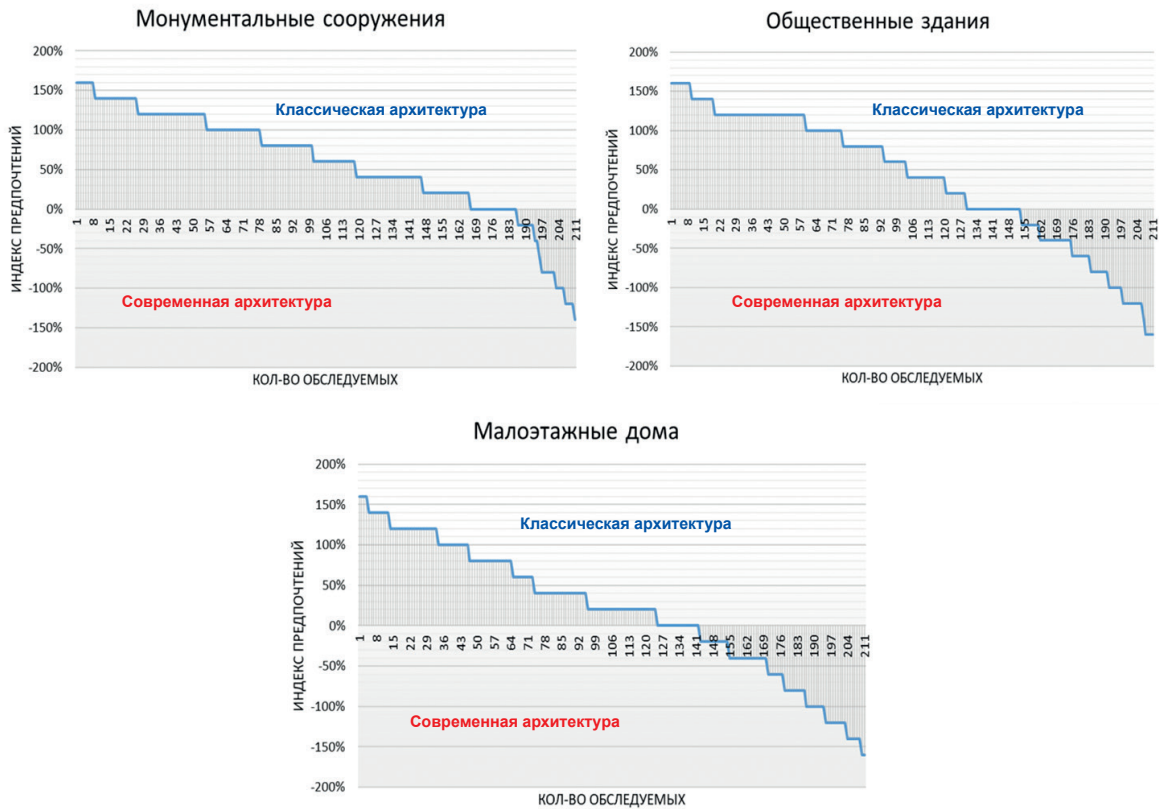 Монументальные сооружения
200%
150%
100%
50%
0%
-50%
-100%
-150%
-200%
ИНДЕКС ПРЕДПОЧТЕНИЙ
Классическая архитектура
Современная архитектура
1 8 15 22 29 36 43 50 57 64 71 78 85 92 99 106 113 120 127 134 141 148 155 162 169 176 183 190 197 204 211
КОЛ-ВО ОБСЛЕДУЕМЫХ
Общественные здания
200%
150%
100%
50%
0%
-50%
-100%
-150%
-200%
ИНДЕКС ПРЕДПОЧТЕНИЙ
Классическая архитектура
Современная архитектура
1 8 15 22 29 36 43 50 57 64 71 78 85 92 99 106 113 120 127 134 141 148 155 162 169 176 183 190 197 204 211
КОЛ-ВО ОБСЛЕДУЕМЫХ
Малоэтажные дома
200%
150%
100%
50%
0%
-50%
-100%
-150%
-200%
ИНДЕКС ПРЕДПОЧТЕНИЙ
Классическая архитектура
Современная архитектура
1 8 15 22 29 36 43 50 57 64 71 78 85 92 99 106 113 120 127 134 141 148 155 162 169 176 183 190 197 204 211
КОЛ-ВО ОБСЛЕДУЕМЫХ